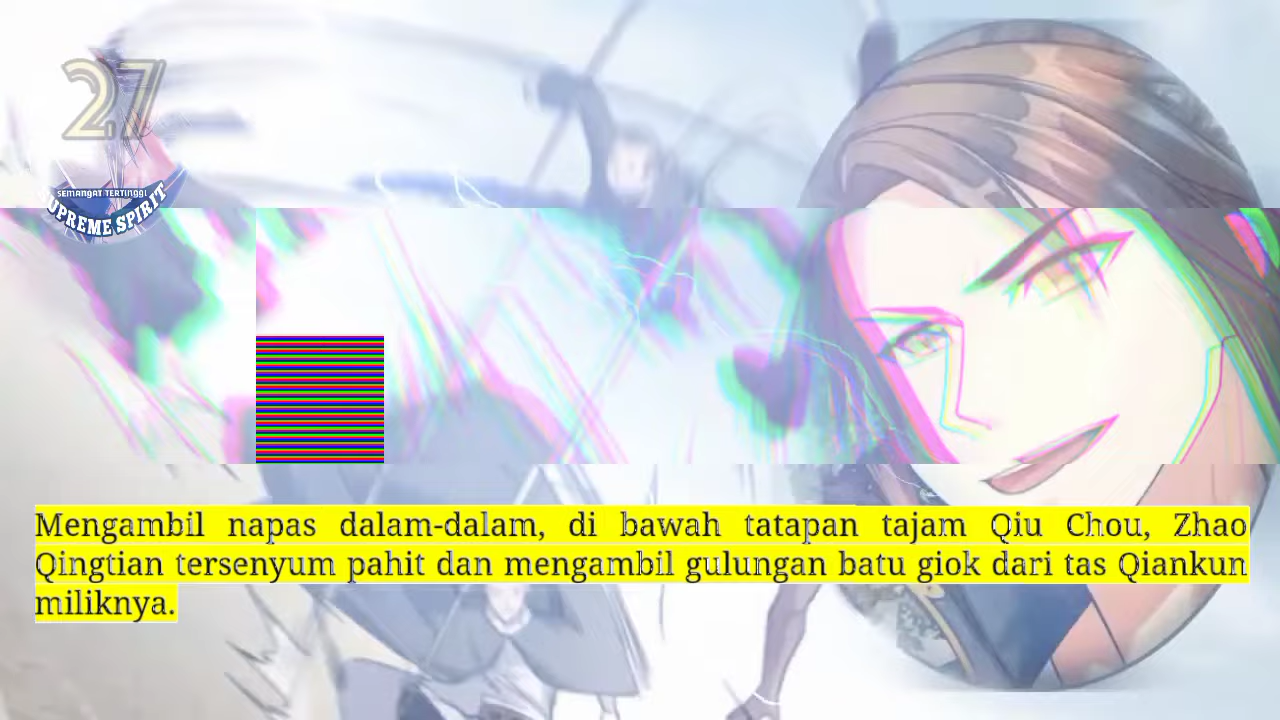 27
SEMANGAT TERTINGGI
SUPREME SPIRIT
Mengambil napas dalam-dalam, di bawah tatapan tajam Qiu Chou, Zhao
Qingtian tersenyum pahit dan mengambil gulungan batu giok dari tas Qiankun
miliknya.